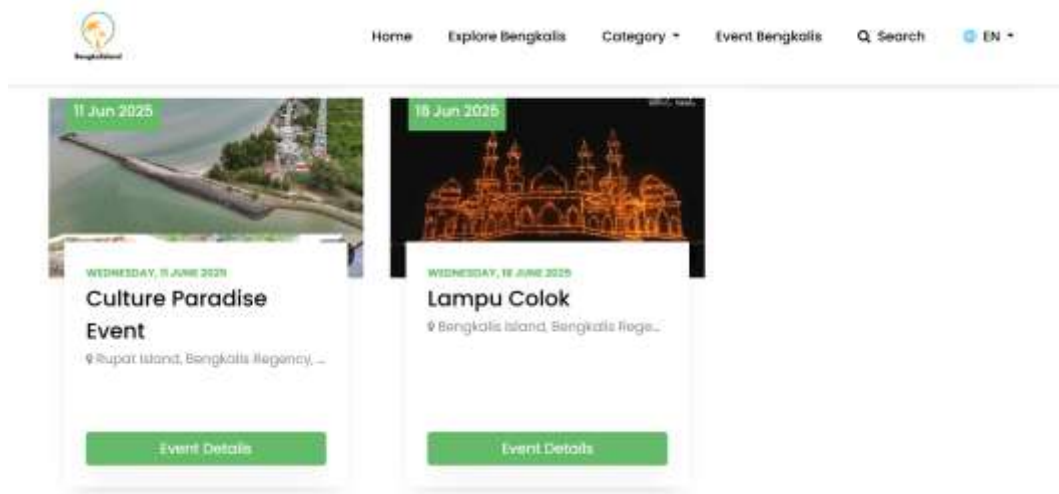 BengkalisIsland
Home Explore Bengkalis Category Event Bengkalis Search EN
11 Jun 2025
18 Jun 2025
WEDNESDAY, 11 JUNE 2025
Culture Paradise
Event
Rupat Island, Bengkalis Regency, ...
Event Details
WEDNESDAY, 18 JUNE 2025
Lampu Colok
Bengkalis Island, Bengkalis Rege...
Event Details